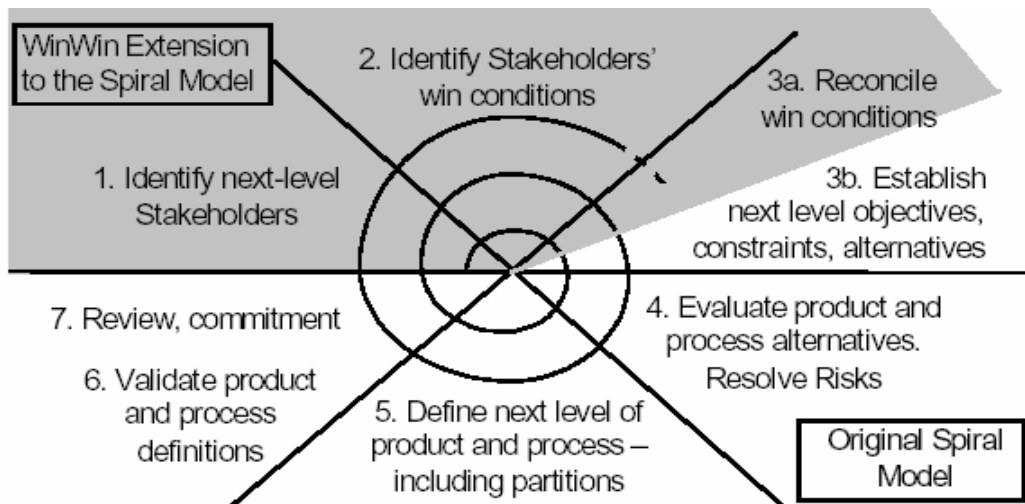 WinWin Extension
to the Spiral Model
2. Identify Stakeholders'
win conditions
3a. Reconcile
win conditions
1. Identify next-level
Stakeholders
3b. Establish
next level objectives,
constraints, alternatives
7. Review, commitment
4. Evaluate product and
process alternatives.
Resolve Risks
6. Validate product
and process
definitions
5. Define next level of
product and process –
including partitions
Original Spiral
Model